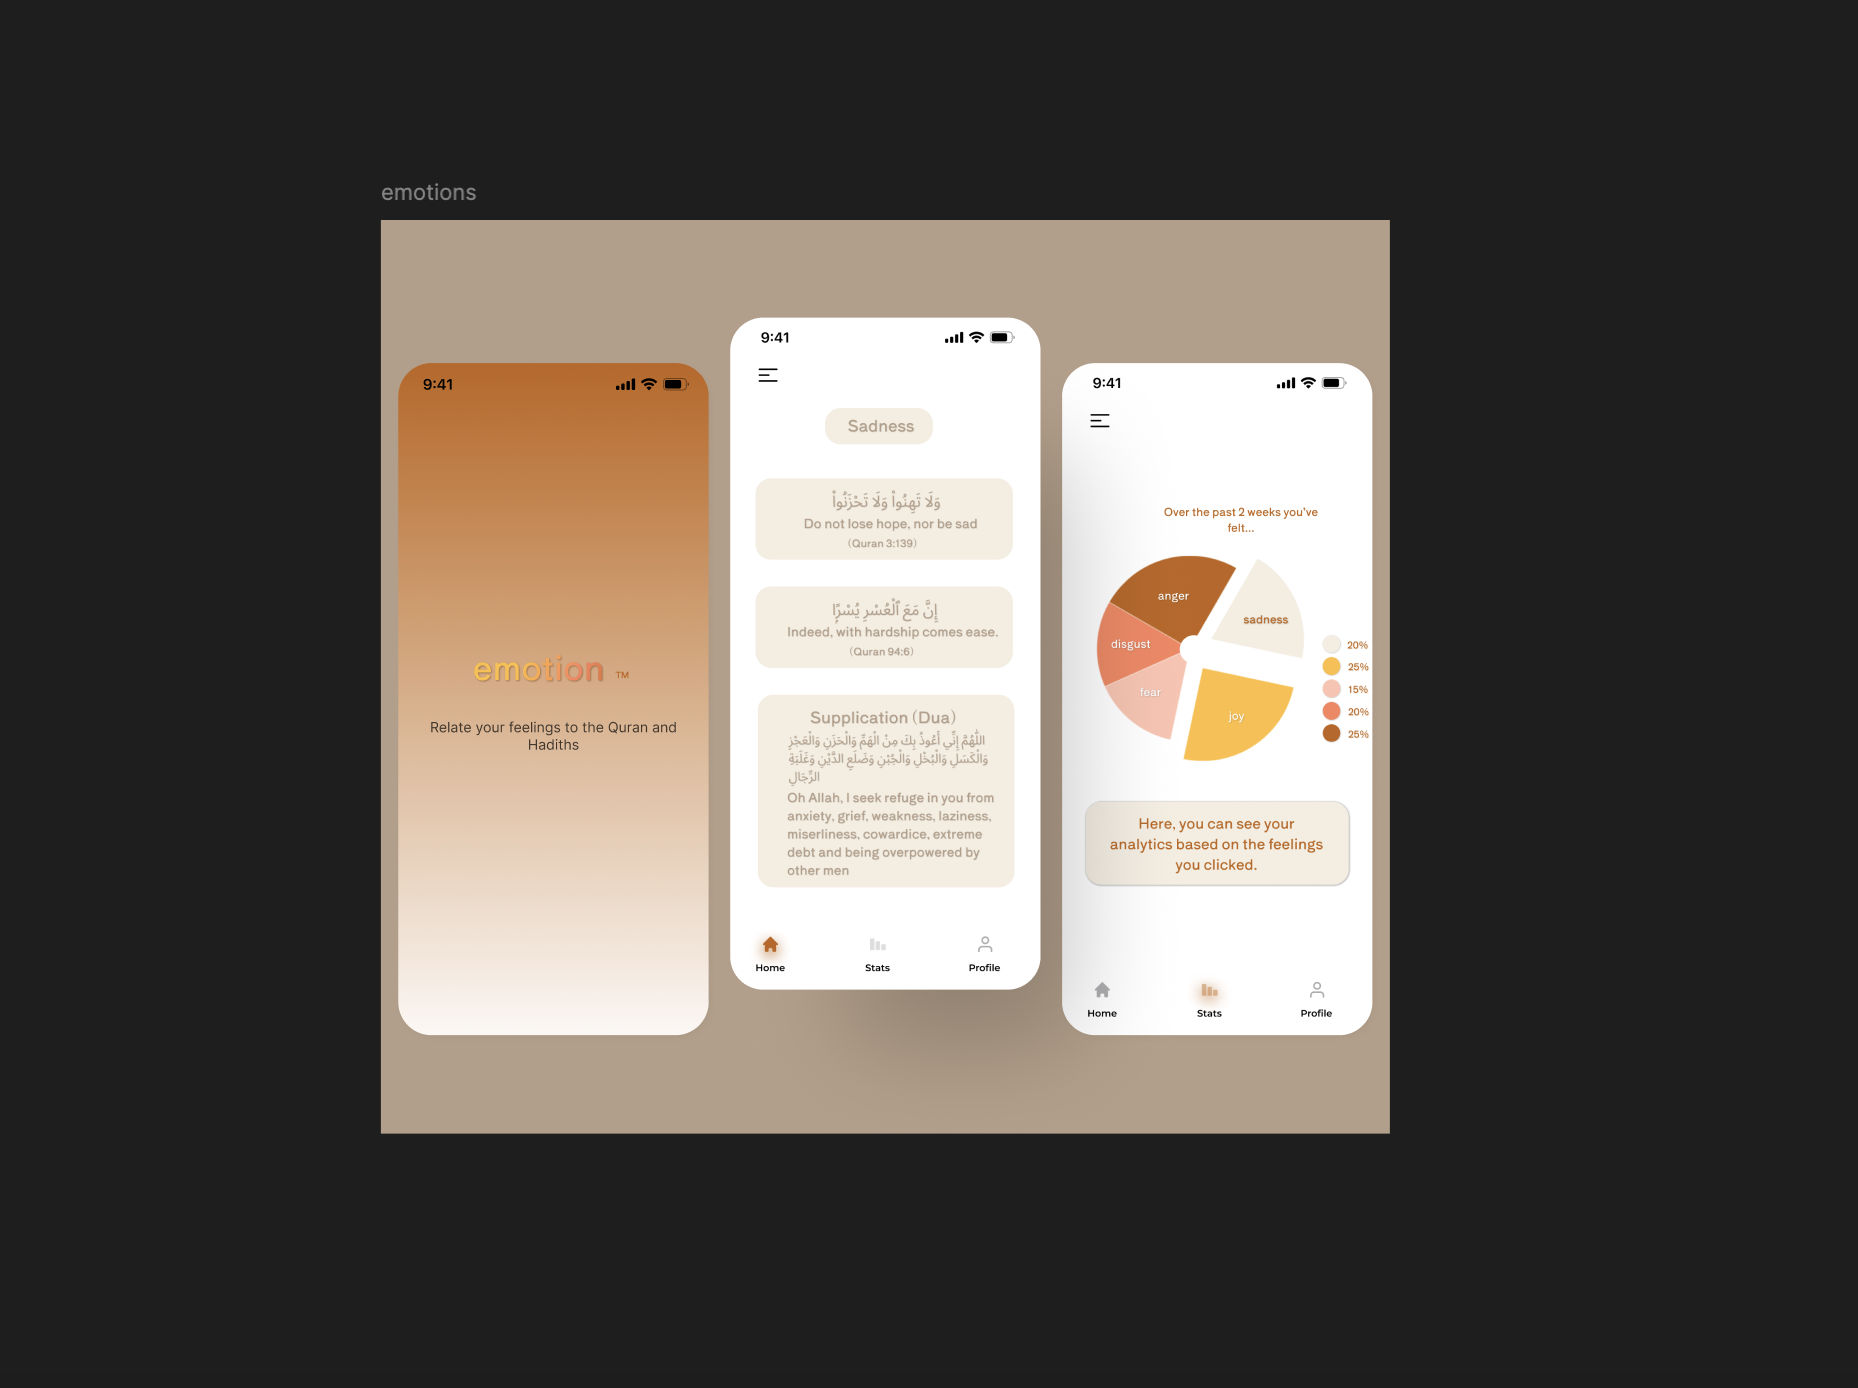 emotions
9:41
emotion TM
Relate your feelings to the Quran and
Hadiths
9:41
Sadness
وَلَا تَهِنُوا۟ وَلَا تَحْزَنُوا۟
Do not lose hope, nor be sad
(Quran 3:139)
إِنَّ مَعَ ٱلْعُسْرِ يُسْرًۭا
Indeed, with hardship comes ease.
(Quran 94:6)
Supplication (Dua)
اللَّهُمَّ إِنِّي أَعُوذُ بِكَ مِنْ الْهَمِّ وَالْحَزَنِ وَالْعَجْزِ
وَالْكَسَلِ وَالْبُخْلِ وَالْجُبْنِ وَضَلَعِ الدَّيْنِ وَغَلَبَةِ
الرِّجَالِ
Oh Allah, I seek refuge in you from
anxiety, grief, weakness, laziness,
miserliness, cowardice, extreme
debt and being overpowered by
other men
Home
Stats
Profile
9:41
Over the past 2 weeks you've
felt...
anger
sadness
disgust
fear
joy
20%
25%
15%
20%
25%
Here, you can see your
analytics based on the feelings
you clicked.
Home
Stats
Profile